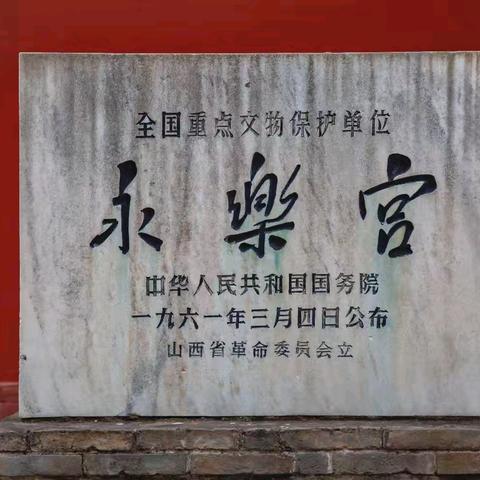 全国重点文物保护单位
永樂宫
中华人民共和国国务院
一九六一年三月四日公布
山西省革命委员会立